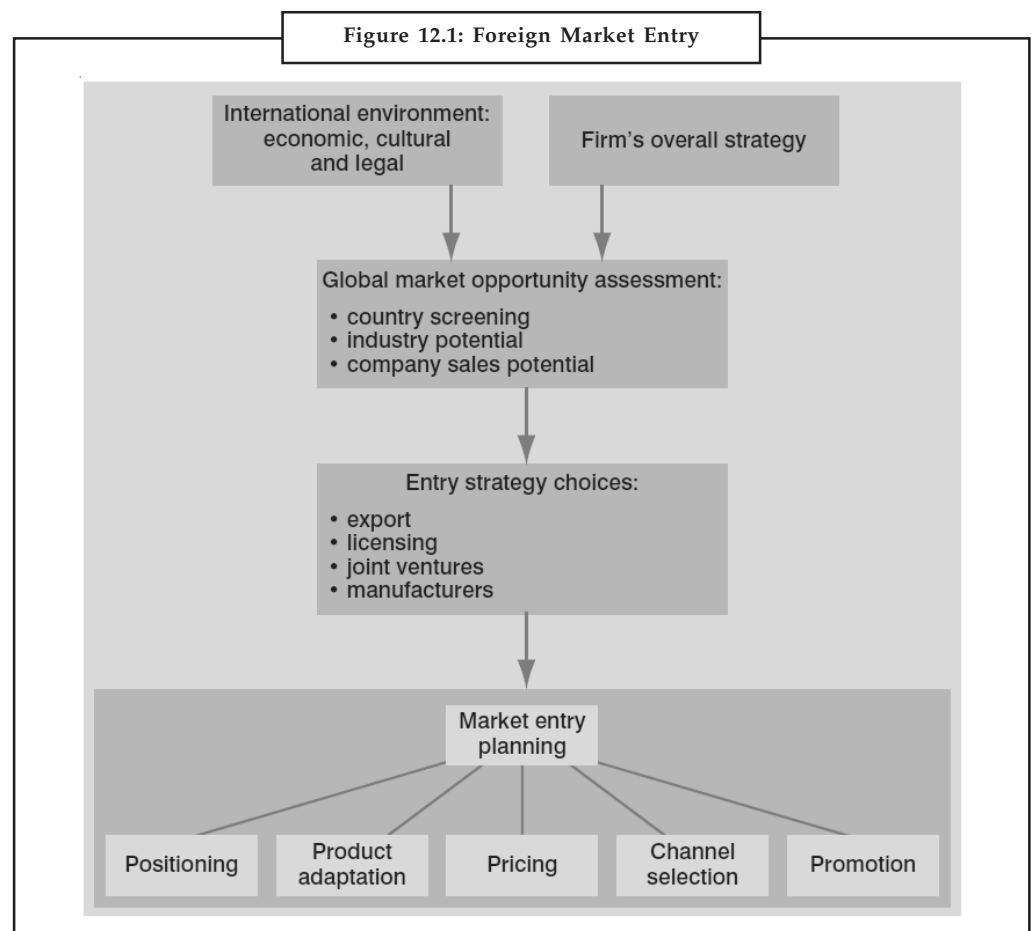 Figure 12.1: Foreign Market Entry
International environment:
economic, cultural
and legal
Firm's overall strategy
Global market opportunity assessment:
• country screening
• industry potential
• company sales potential
Entry strategy choices:
• export
• licensing
• joint ventures
• manufacturers
Market entry
planning
Positioning
Product
adaptation
Pricing
Channel
selection
Promotion